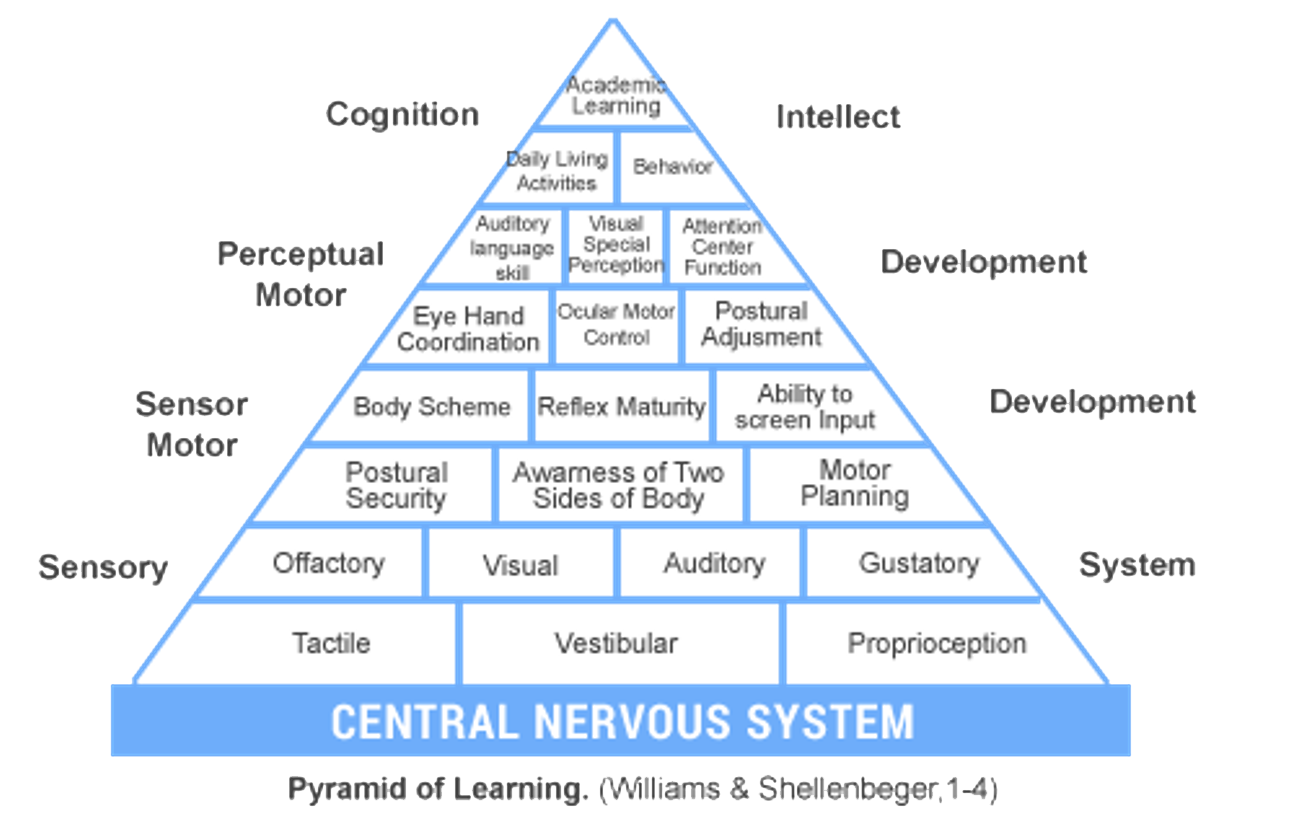 Academic
Learning
Cognition
Intellect
Daily Living
Activities
Behavior
Auditory
language
skill
Visual
Special
Perception
Attention
Center
Function
Perceptual
Motor
Development
Eye Hand
Coordination
Ocular Motor
Control
Postural
Adjusment
Body Scheme
Reflex Maturity
Ability to
screen Input
Sensor
Motor
Development
Postural
Security
Awarness of Two
Sides of Body
Motor
Planning
Sensory
Offactory
Visual
Auditory
Gustatory
System
Tactile
Vestibular
Proprioception
CENTRAL NERVOUS SYSTEM
Pyramid of Learning. (Williams & Shellenbeger,1-4)